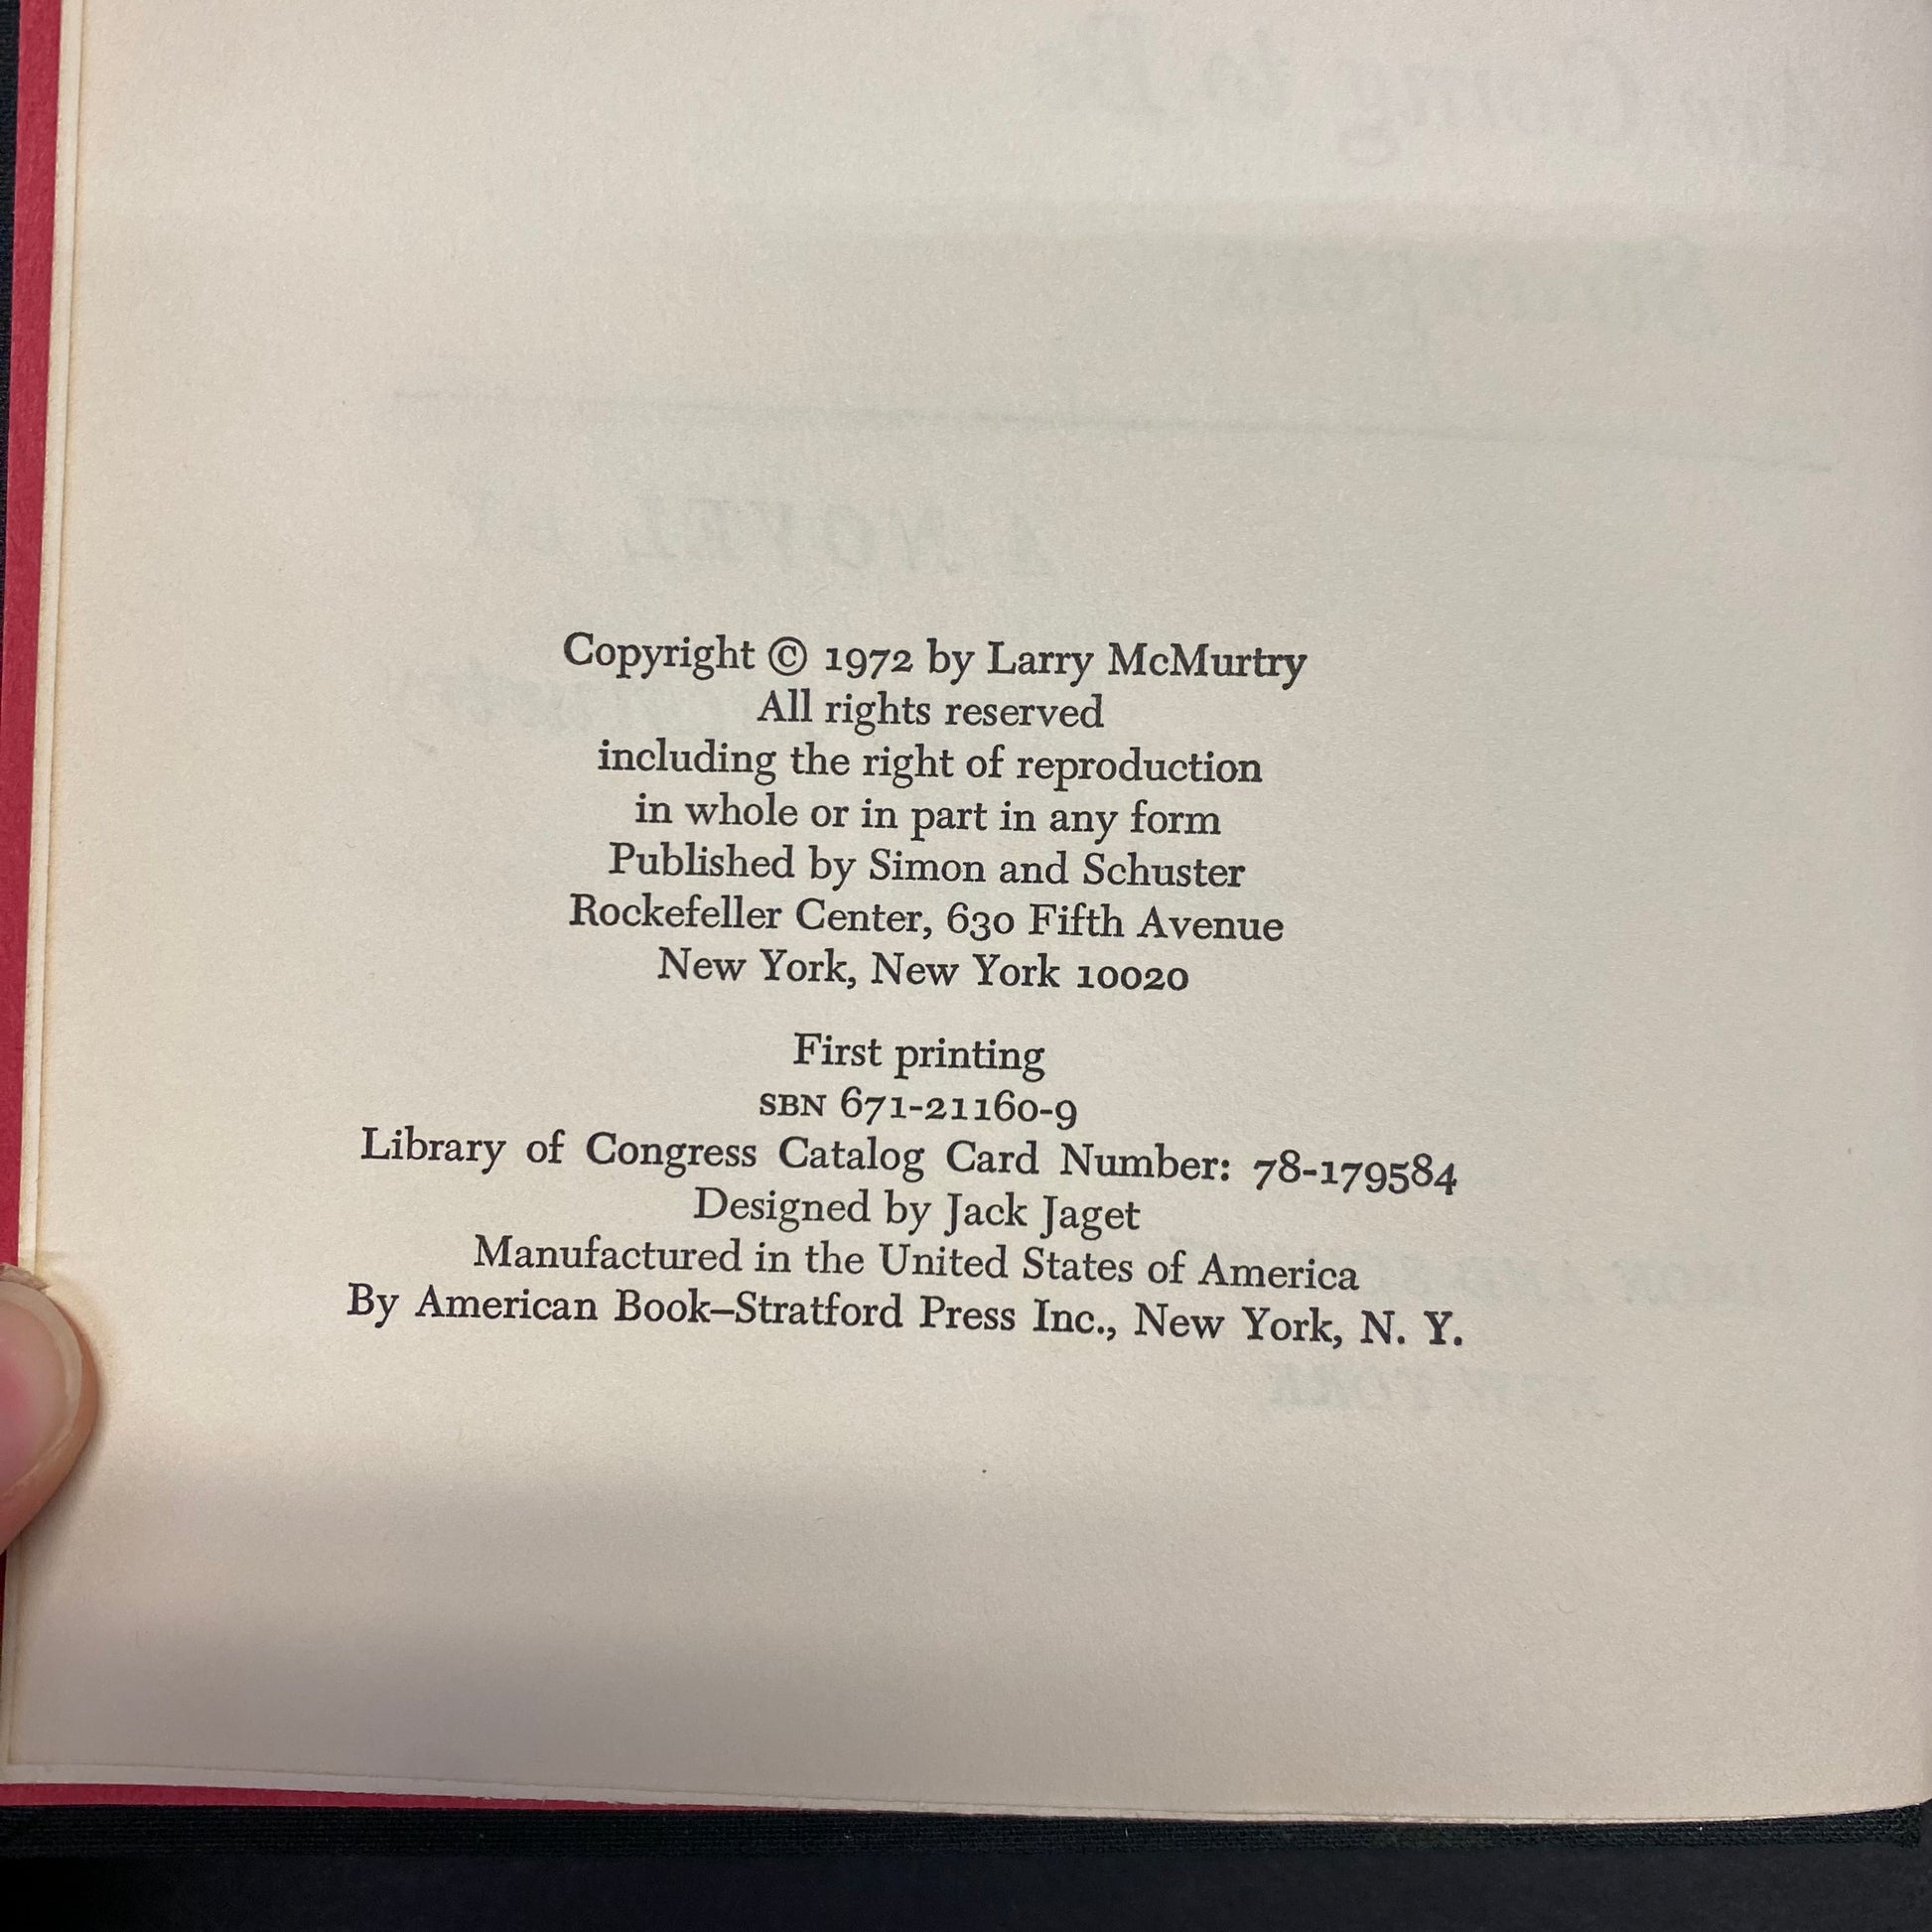 Copyright © 1972 by Larry McMurtry
All rights reserved
including the right of reproduction
in whole or in part in any form
Published by Simon and Schuster
Rockefeller Center, 630 Fifth Avenue
New York, New York 10020
First printing
SBN 671-21160-9
Library of Congress Catalog Card Number: 78-179584
Designed by Jack Jaget
Manufactured in the United States of America
By American Book–Stratford Press Inc., New York, N. Y.